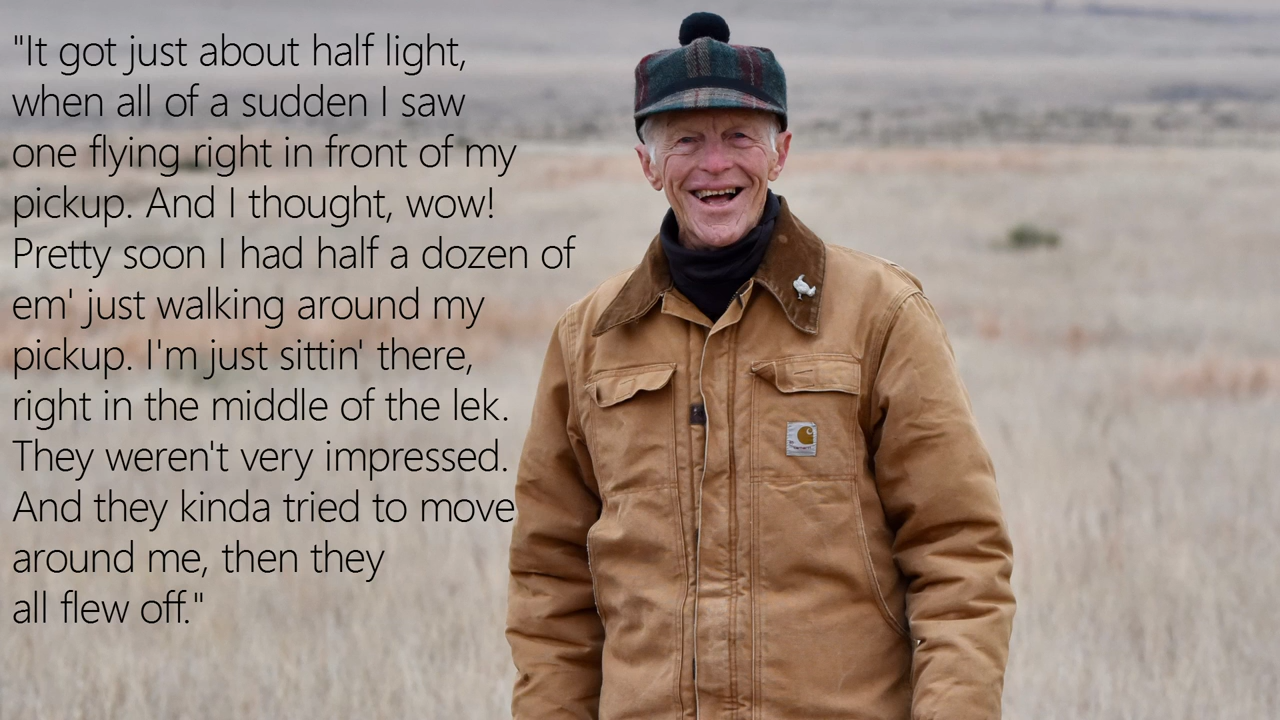 "It got just about half light,
when all of a sudden I saw
one flying right in front of my
pickup. And I thought, wow!
Pretty soon I had half a dozen of
em' just walking around my
pickup. I'm just sittin' there,
right in the middle of the lek.
They weren't very impressed.
And they kinda tried to move
around me, then they
all flew off."